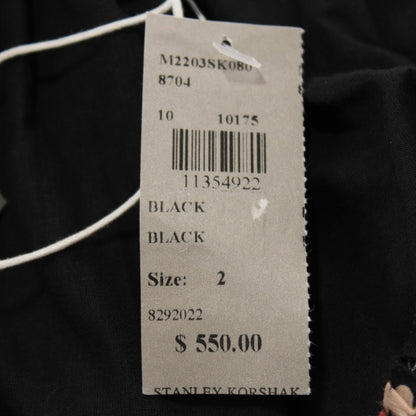 M2203SK080
8704
10 10175
11354922
BLACK
BLACK
Size: 2
8292022
$ 550.00
STANLEY KORSHAK